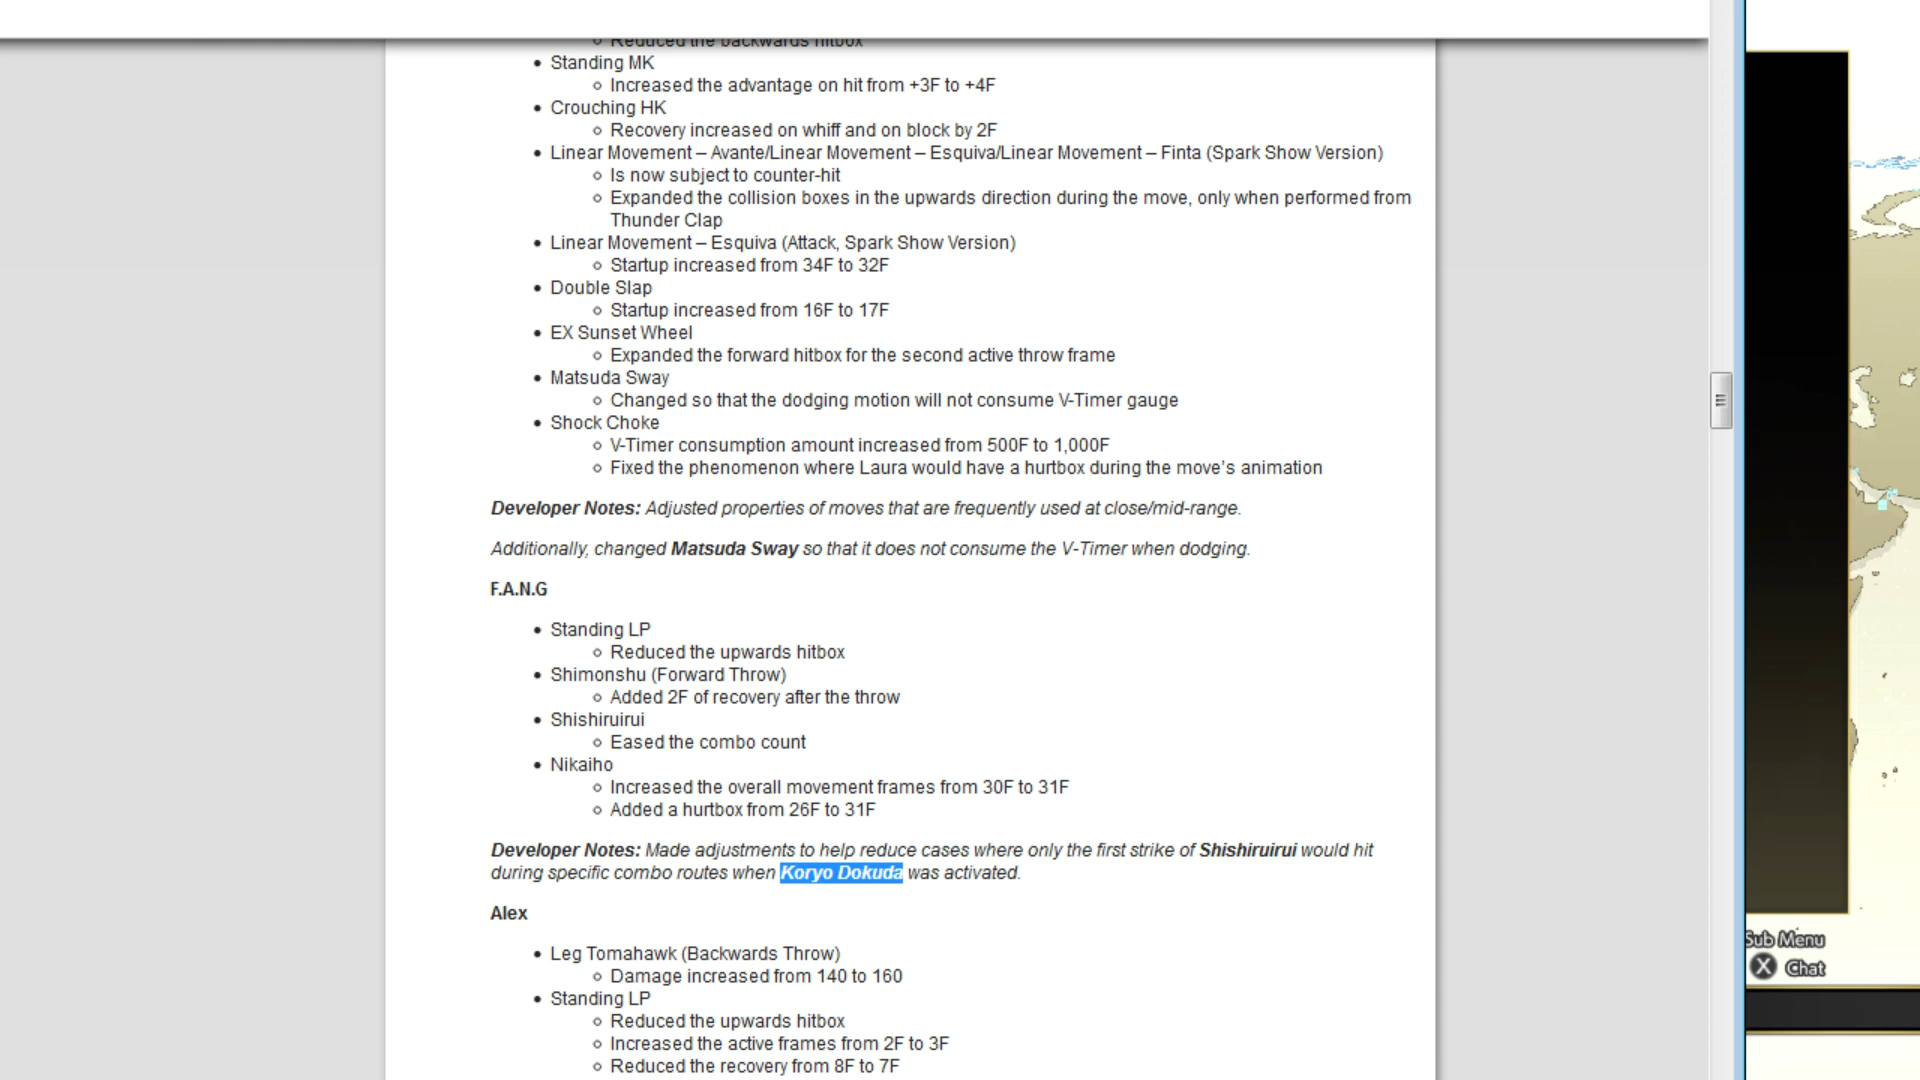 Reduced the backwards hitbox
• Standing MK
Increased the advantage on hit from +3F to +4F
• Crouching HK
Recovery increased on whiff and on block by 2F
• Linear Movement – Avante/Linear Movement – Esquiva/Linear Movement – Finta (Spark Show Version)
Is now subject to counter-hit
Expanded the collision boxes in the upwards direction during the move, only when performed from
Thunder Clap
• Linear Movement – Esquiva (Attack, Spark Show Version)
Startup increased from 34F to 32F
• Double Slap
Startup increased from 16F to 17F
• EX Sunset Wheel
Expanded the forward hitbox for the second active throw frame
• Matsuda Sway
Changed so that the dodging motion will not consume V-Timer gauge
• Shock Choke
V-Timer consumption amount increased from 500F to 1,000F
Fixed the phenomenon where Laura would have a hurtbox during the move’s animation
Developer Notes: Adjusted properties of moves that are frequently used at close/mid-range.
Additionally, changed Matsuda Sway so that it does not consume the V-Timer when dodging.
F.A.N.G
• Standing LP
Reduced the upwards hitbox
• Shimonshu (Forward Throw)
Added 2F of recovery after the throw
• Shishiruirui
Eased the combo count
• Nikaiho
Increased the overall movement frames from 30F to 31F
Added a hurtbox from 26F to 31F
Developer Notes: Made adjustments to help reduce cases where only the first strike of Shishiruirui would hit
during specific combo routes when Koryo Dokuda was activated.
Alex
• Leg Tomahawk (Backwards Throw)
Damage increased from 140 to 160
• Standing LP
Reduced the upwards hitbox
Increased the active frames from 2F to 3F
Reduced the recovery from 8F to 7F
Sub Menu
X Chat